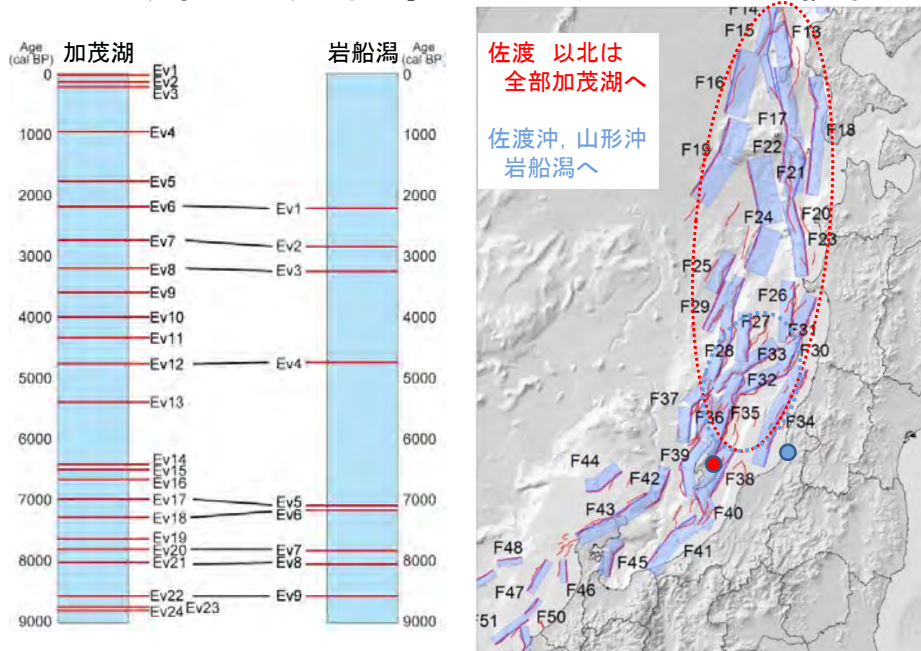 加茂湖
岩船潟
Age
(cal BP)
Age
(cal BP)
0
1000
2000
3000
4000
5000
6000
7000
8000
9000
Ev1
Ev2
Ev3
Ev4
Ev5
Ev6
Ev7
Ev8
Ev9
Ev10
Ev11
Ev12
Ev13
Ev14
Ev15
Ev16
Ev17
Ev18
Ev19
Ev20
Ev21
Ev22
Ev23
Ev24
Ev1
Ev2
Ev3
Ev4
Ev5
Ev6
Ev7
Ev8
Ev9
0
1000
2000
3000
4000
5000
6000
7000
8000
9000
佐渡 以北は
全部加茂湖へ
佐渡沖, 山形沖
岩船潟へ
F14
F13
F15
F16
F17
F18
F19
F22
F21
F20
F24
F23
F25
F26
F29
F27
F31
F28
F33
F30
F32
F37
F36
F35
F34
F39
F44
F42
F38
F43
F40
F41
F48
F45
F47
F46
F51
F50